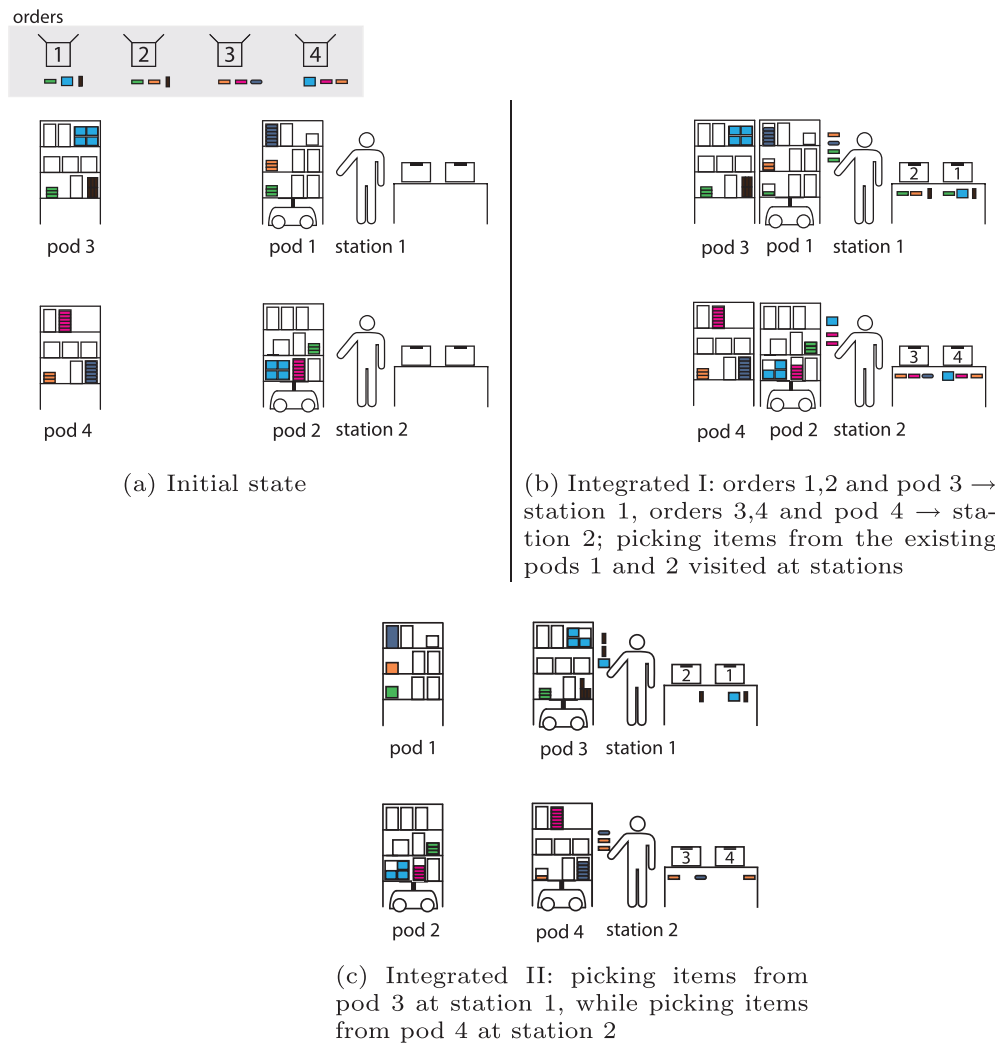 orders
1 2 3 4
pod 3 pod 1 station 1
pod 4 pod 2 station 2
(a) Initial state
2 1
pod 3 pod 1 station 1
3 4
pod 4 pod 2 station 2
(b) Integrated I: orders 1,2 and pod 3 →
station 1, orders 3,4 and pod 4 → sta-
tion 2; picking items from the existing
pods 1 and 2 visited at stations
2 1
pod 1 pod 3 station 1
3 4
pod 2 pod 4 station 2
(c) Integrated II: picking items from
pod 3 at station 1, while picking items
from pod 4 at station 2